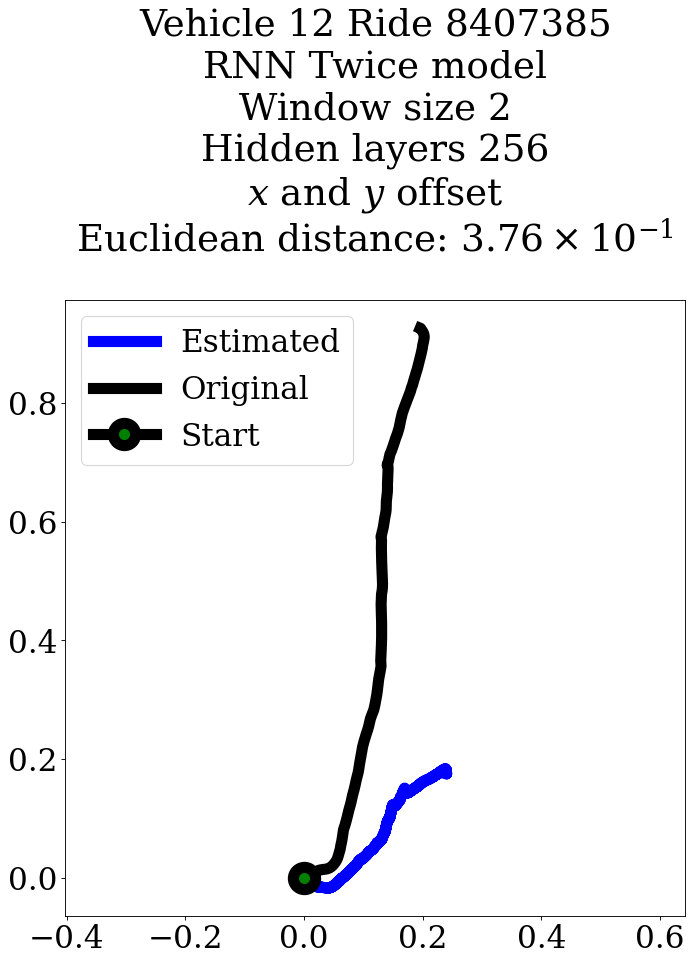 Vehicle 12 Ride 8407385
RNN Twice model
Window size 2
Hidden layers 256
x and y offset
Euclidean distance: 3.76 × 10⁻¹
Estimated
Original
Start
0.8
0.6
0.4
0.2
0.0
−0.4 −0.2 0.0 0.2 0.4 0.6